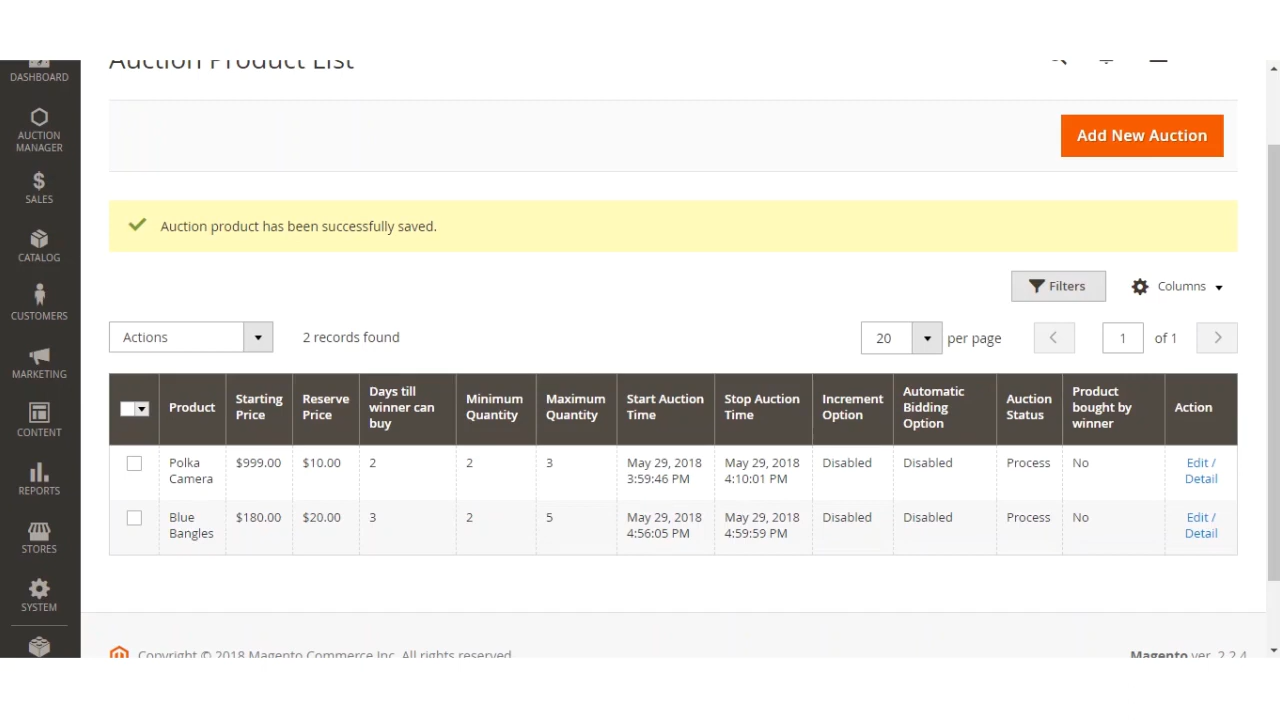 Auction Product List
DASHBOARD
AUCTION
MANAGER
SALES
CATALOG
CUSTOMERS
MARKETING
CONTENT
REPORTS
STORES
SYSTEM
Add New Auction
Auction product has been successfully saved.
Filters
Columns
Actions
2 records found
20
per page
1
of 1
Product
Starting
Price
Reserve
Price
Days till
winner can
buy
Minimum
Quantity
Maximum
Quantity
Start Auction
Time
Stop Auction
Time
Increment
Option
Automatic
Bidding
Option
Auction
Status
Product
bought by
winner
Action
Polka
Camera
$999.00
$10.00
2
2
3
May 29, 2018
3:59:46 PM
May 29, 2018
4:10:01 PM
Disabled
Disabled
Process
No
Edit /
Detail
Blue
Bangles
$180.00
$20.00
3
2
5
May 29, 2018
4:56:05 PM
May 29, 2018
4:59:59 PM
Disabled
Disabled
Process
No
Edit /
Detail
Copyright © 2018 Magento Commerce Inc. All rights reserved.
Magento ver. 2.2.4